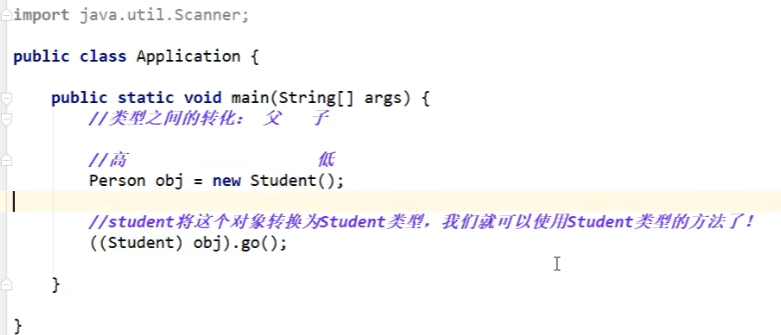 import java.util.Scanner;
public class Application {
public static void main(String[] args) {
//类型之间的转化： 父 子
//高 低
Person obj = new Student();
//student将这个对象转换为Student类型，我们就可以使用Student类型的方法了！
((Student) obj).go();
}
}